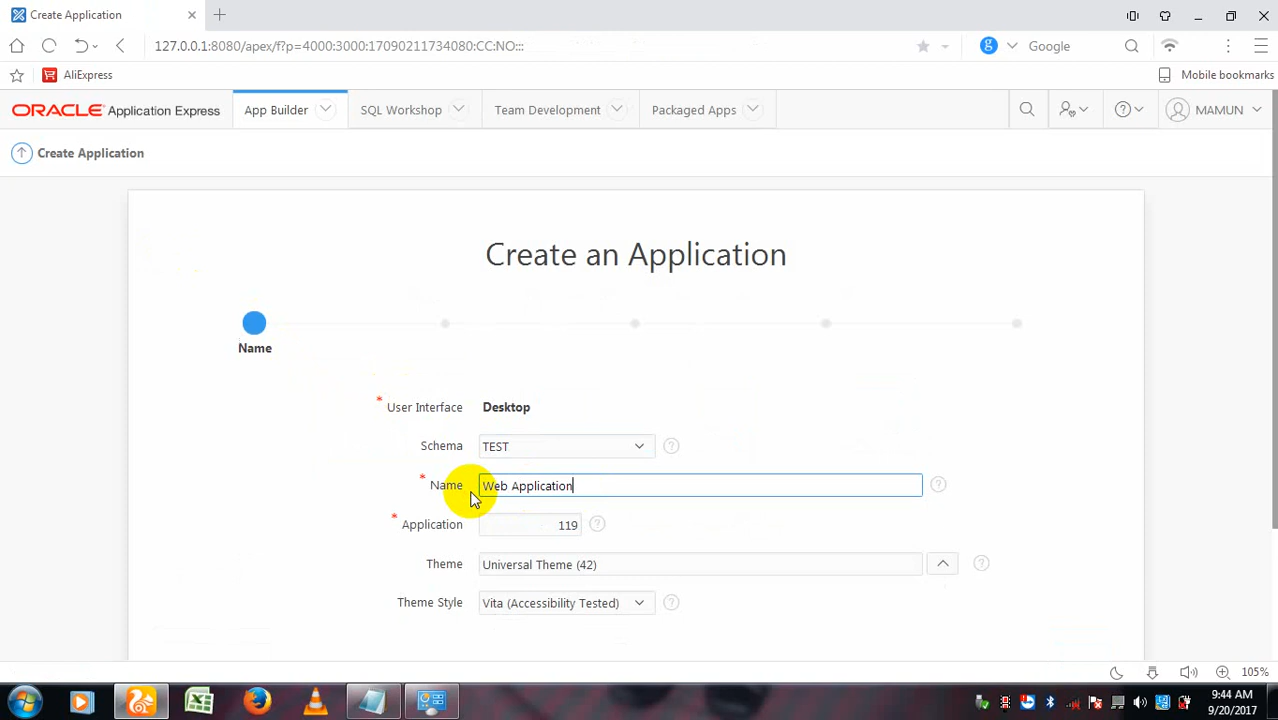 Create Application
127.0.0.1:8080/apex/f?p=4000:3000:17090211734080:CC:NO:::
Google
AliExpress
Mobile bookmarks
ORACLE Application Express
App Builder
SQL Workshop
Team Development
Packaged Apps
MAMUN
Create Application
Create an Application
Name
* User Interface Desktop
Schema TEST
* Name Web Application
* Application 119
Theme Universal Theme (42)
Theme Style Vita (Accessibility Tested)
105%
9:44 AM
9/20/2017